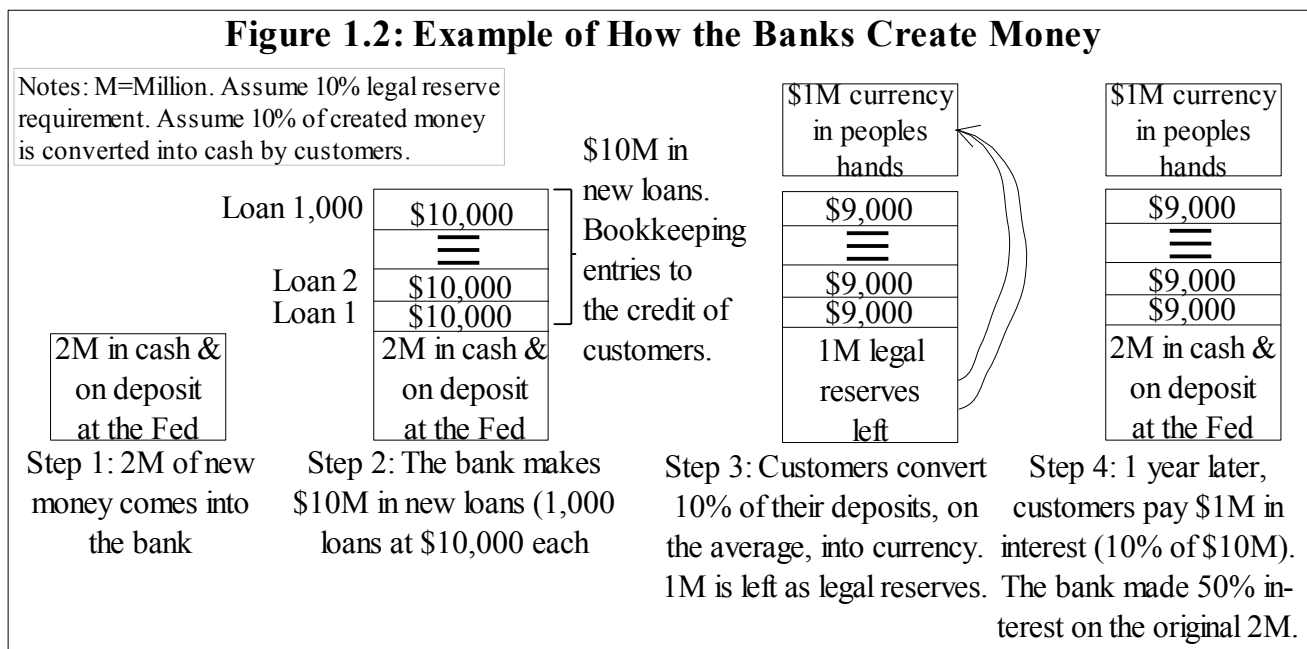 Figure 1.2: Example of How the Banks Create Money
Notes: M=Million. Assume 10% legal reserve
requirement. Assume 10% of created money
is converted into cash by customers.
2M in cash &
on deposit
at the Fed
Step 1: 2M of new
money comes into
the bank
Loan 1,000
Loan 2
Loan 1
$10,000
$10,000
$10,000
2M in cash &
on deposit
at the Fed
$10M in
new loans.
Bookkeeping
entries to
the credit of
customers.
Step 2: The bank makes
$10M in new loans (1,000
loans at $10,000 each
$1M currency
in peoples
hands
$9,000
$9,000
$9,000
1M legal
reserves
left
Step 3: Customers convert
10% of their deposits, on
the average, into currency.
1M is left as legal reserves.
$1M currency
in peoples
hands
$9,000
$9,000
$9,000
2M in cash &
on deposit
at the Fed
Step 4: 1 year later,
customers pay $1M in
interest (10% of $10M).
The bank made 50% in-
terest on the original 2M.